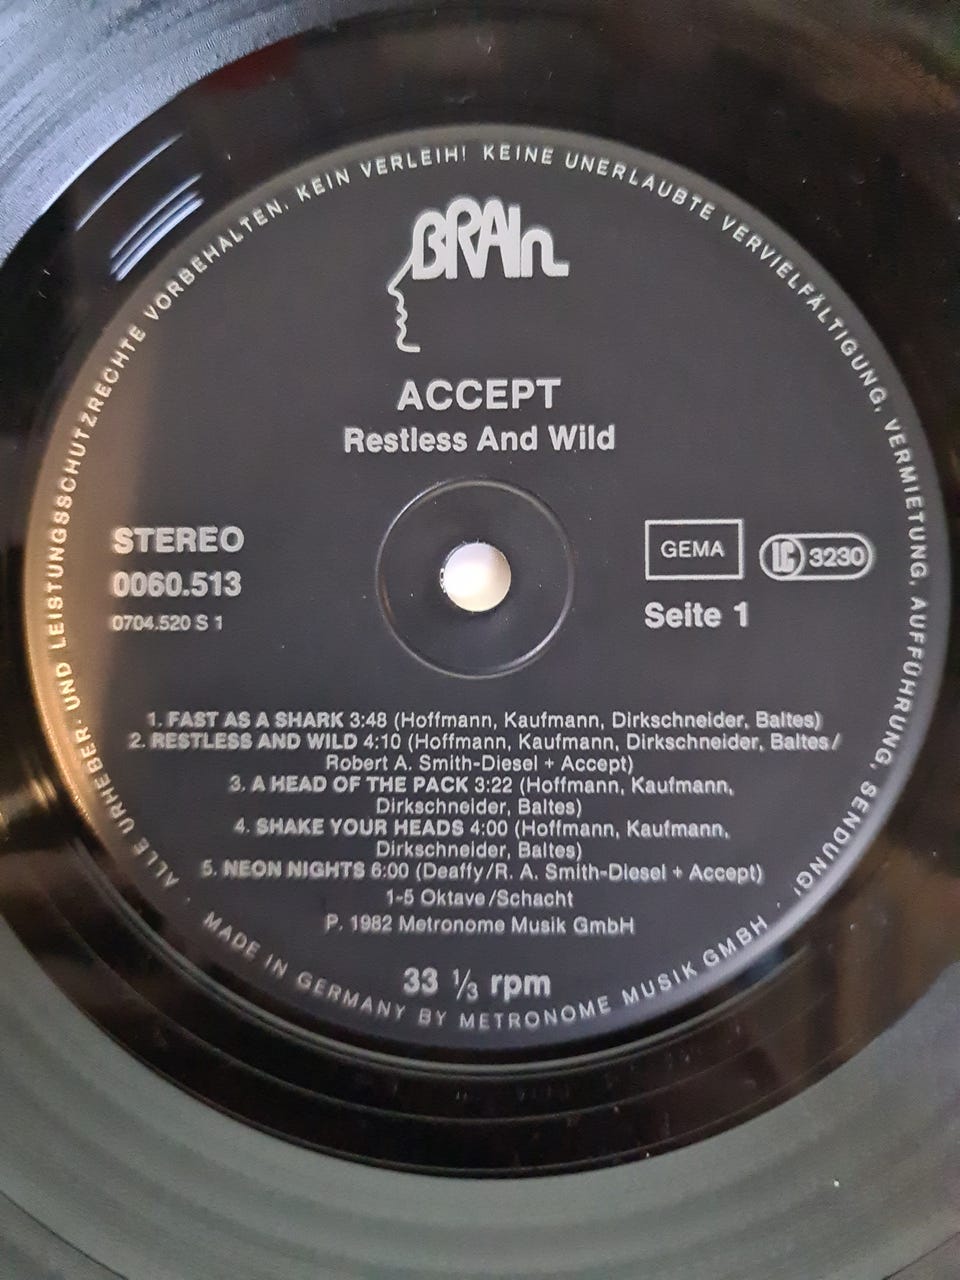 BRAIN
ACCEPT
Restless And Wild
STEREO
0060.513
0704.520 S 1
GEMA
LC 3230
Seite 1
1. FAST AS A SHARK 3:48 (Hoffmann, Kaufmann, Dirkschneider, Baltes)
2. RESTLESS AND WILD 4:10 (Hoffmann, Kaufmann, Dirkschneider, Baltes/
Robert A. Smith-Diesel + Accept)
3. A HEAD OF THE PACK 3:22 (Hoffmann, Kaufmann,
Dirkschneider, Baltes)
4. SHAKE YOUR HEADS 4:00 (Hoffmann, Kaufmann,
Dirkschneider, Baltes)
5. NEON NIGHTS 6:00 (Deaffy/R. A. Smith-Diesel + Accept)
1-5 Oktave/Schacht
P. 1982 Metronome Musik GmbH
33 1/3 rpm
ALLE URHEBER- UND LEISTUNGSSCHUTZRECHTE VORBEHALTEN. KEIN VERLEIH! KEINE UNERLAUBTE VERVIELFÄLTIGUNG, VERMIETUNG, AUFFÜHRUNG, SENDUNG!
· MADE IN GERMANY BY METRONOME MUSIK GMBH ·